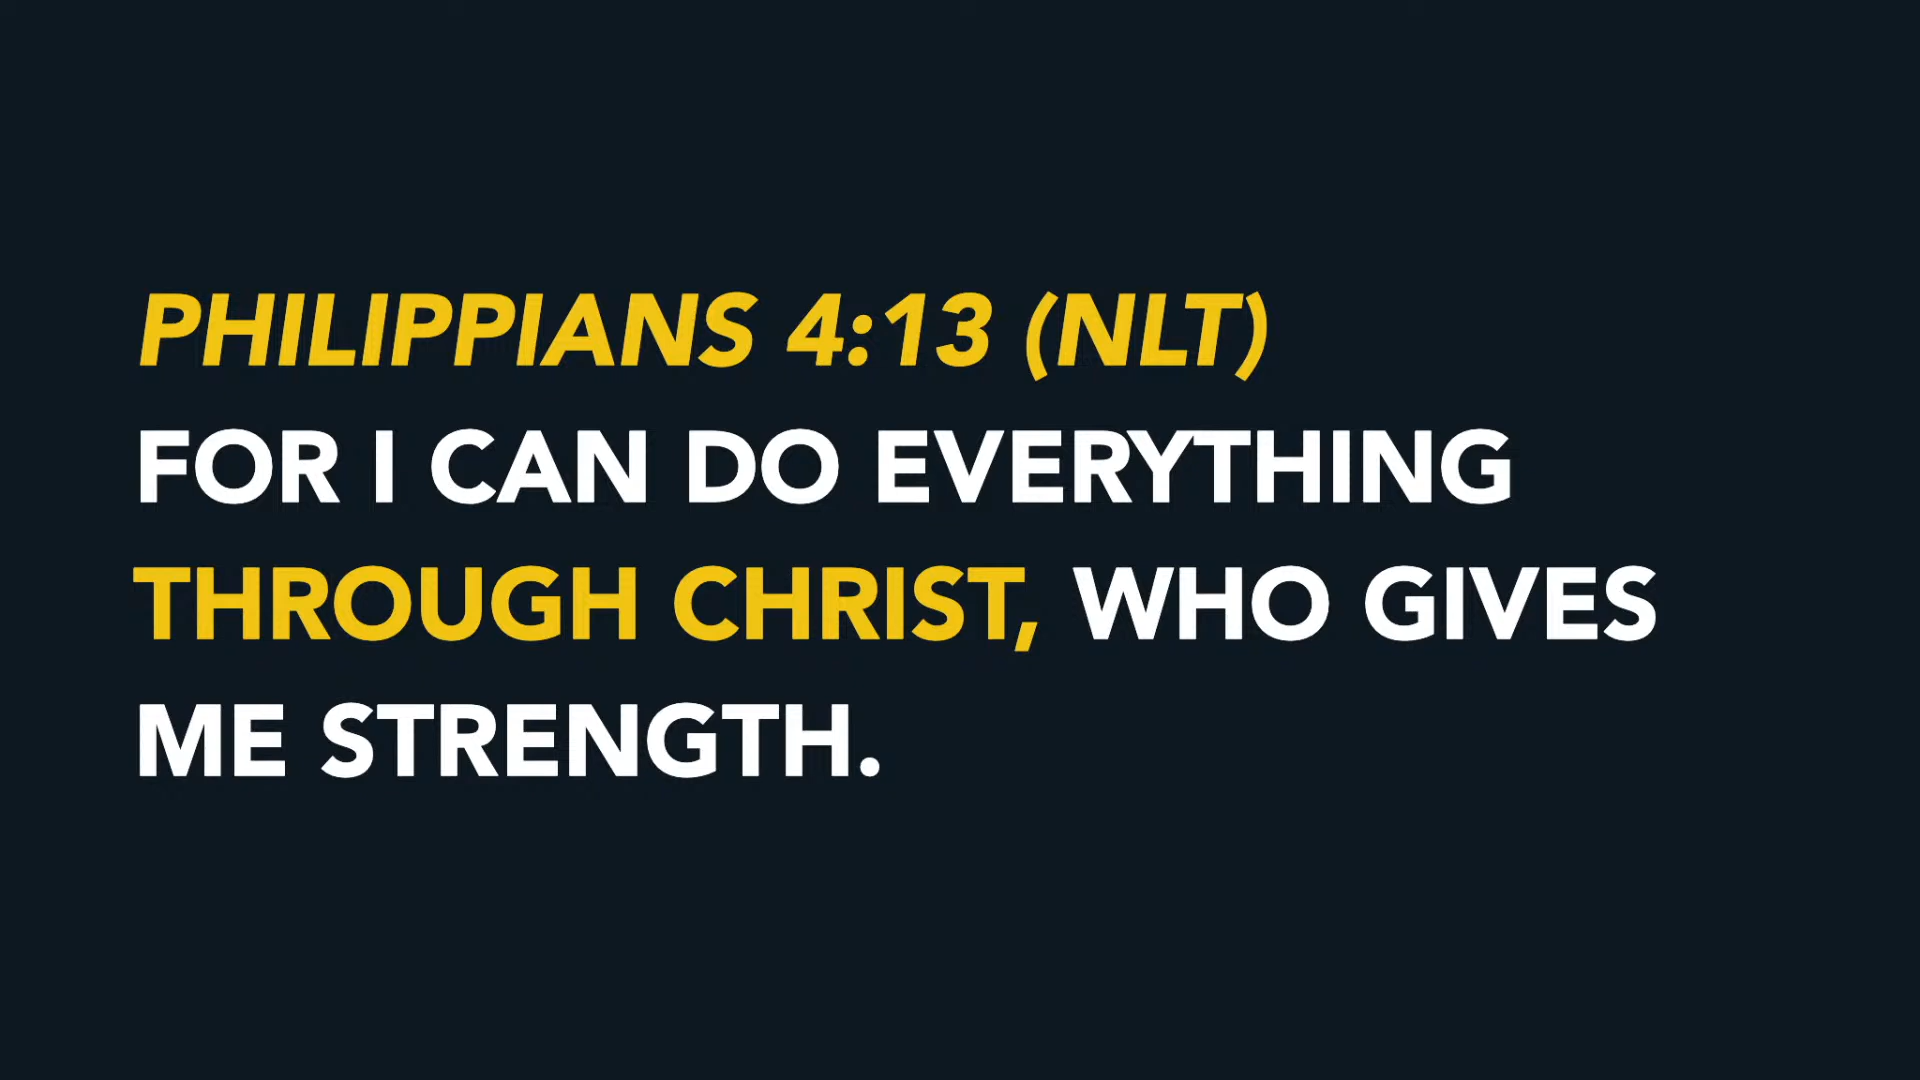 PHILIPPIANS 4:13 (NLT)
FOR I CAN DO EVERYTHING
THROUGH CHRIST, WHO GIVES
ME STRENGTH.